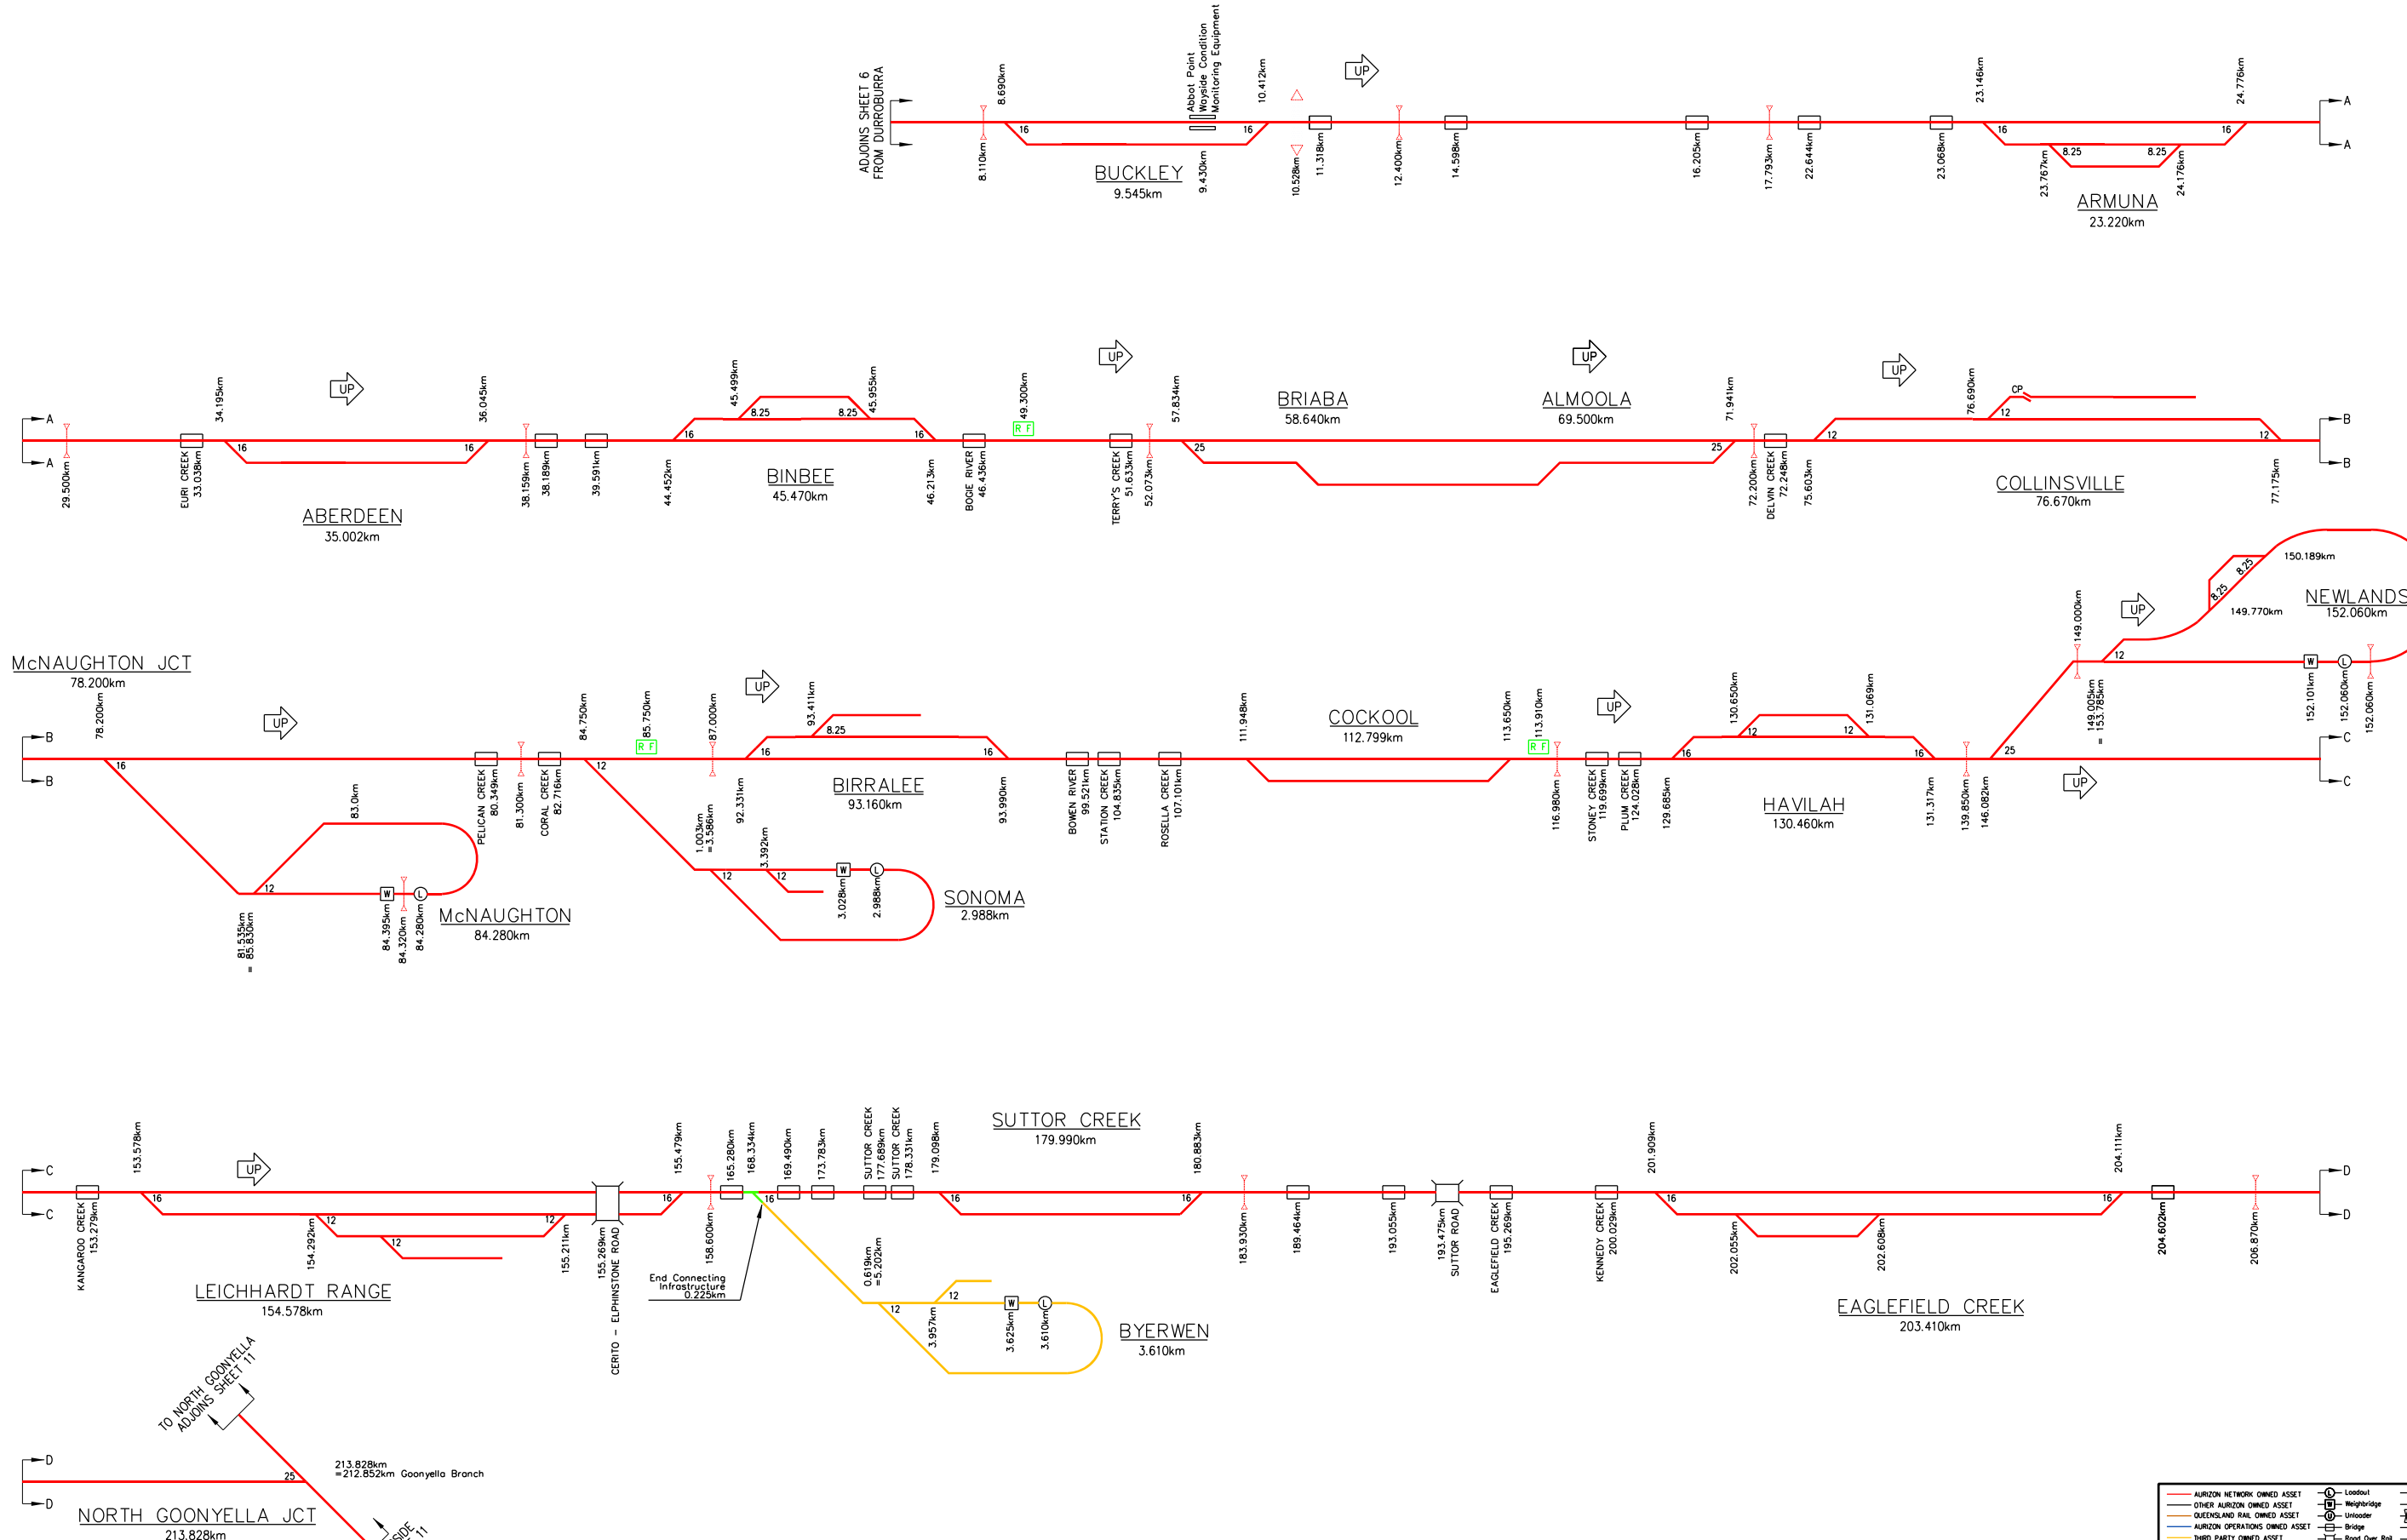 ADJOINS SHEET 6
FROM DURROBURRA
8.110km
8.690km
16
BUCKLEY
9.545km
Abbot Point
Wayside Condition
Monitoring Equipment
9.430km
16
10.412km
10.528km
11.318km
UP
12.400km
14.598km
16.205km
17.793km
22.644km
23.068km
23.146km
16
23.767km
8.25
8.25
24.176km
16
24.776km
ARMUNA
23.220km
A
A
A
A
29.500km
EURI CREEK
33.038km
34.195km
16
UP
ABERDEEN
35.002km
16
36.045km
38.159km
38.189km
39.591km
44.452km
16
45.499km
8.25
8.25
45.955km
BINBEE
45.470km
16
46.213km
BOGIE RIVER
46.436km
49.300km
R F
UP
TERRY'S CREEK
51.633km
52.073km
57.834km
25
BRIABA
58.640km
UP
ALMOOLA
69.500km
25
71.941km
72.200km
DELVIN CREEK
72.248km
75.603km
12
UP
76.690km
CP
12
COLLINSVILLE
76.670km
12
77.175km
B
B
McNAUGHTON JCT
78.200km
78.200km
B
B
16
UP
83.0km
81.535km
= 85.830km
12
W
L
84.395km
84.320km
84.280km
McNAUGHTON
84.280km
PELICAN CREEK
80.349km
81.300km
CORAL CREEK
82.716km
84.750km
12
R F
85.750km
87.000km
UP
1.003km
=3.586km
12
3.392km
12
W
L
3.028km
2.988km
SONOMA
2.988km
92.331km
16
93.411km
8.25
BIRRALEE
93.160km
16
93.990km
BOWEN RIVER
99.521km
STATION CREEK
104.835km
ROSELLA CREEK
107.101km
111.948km
COCKOOL
112.799km
113.650km
R F
113.910km
116.980km
UP
STONEY CREEK
119.699km
PLUM CREEK
124.028km
129.685km
16
130.650km
12
12
131.069km
HAVILAH
130.460km
16
131.317km
139.850km
146.082km
25
149.000km
12
149.005km
= 153.785km
UP
UP
8.25
8.25
149.770km
150.189km
NEWLANDS
152.060km
W
L
152.101km
152.060km
152.060km
C
C
C
C
KANGAROO CREEK
153.279km
153.578km
16
UP
154.292km
12
12
12
155.211km
LEICHHARDT RANGE
154.578km
155.269km
CERITO - ELPHINSTONE ROAD
16
155.479km
158.600km
165.280km
168.334km
16
End Connecting
Infrastructure
0.225km
169.490km
173.783km
SUTTOR CREEK
177.689km
SUTTOR CREEK
178.331km
179.098km
16
SUTTOR CREEK
179.990km
16
180.883km
0.619km
=5.202km
12
3.957km
12
W
L
3.625km
3.610km
BYERWEN
3.610km
183.930km
189.464km
193.055km
193.475km
SUTTOR ROAD
EAGLEFIELD CREEK
195.269km
KENNEDY CREEK
200.029km
201.909km
16
202.055km
202.608km
EAGLEFIELD CREEK
203.410km
16
204.111km
204.602km
206.870km
D
D
TO NORTH GOONYELLA
ADJOINS SHEET 11
D
D
25
213.828km
=212.852km Goonyella Branch
NORTH GOONYELLA JCT
213.828km
AURIZON NETWORK OWNED ASSET
OTHER AURIZON OWNED ASSET
QUEENSLAND RAIL OWNED ASSET
AURIZON OPERATIONS OWNED ASSET
THIRD PARTY OWNED ASSET
L Loadout
W Weighbridge
U Unloader
Bridge
Road Over Rail